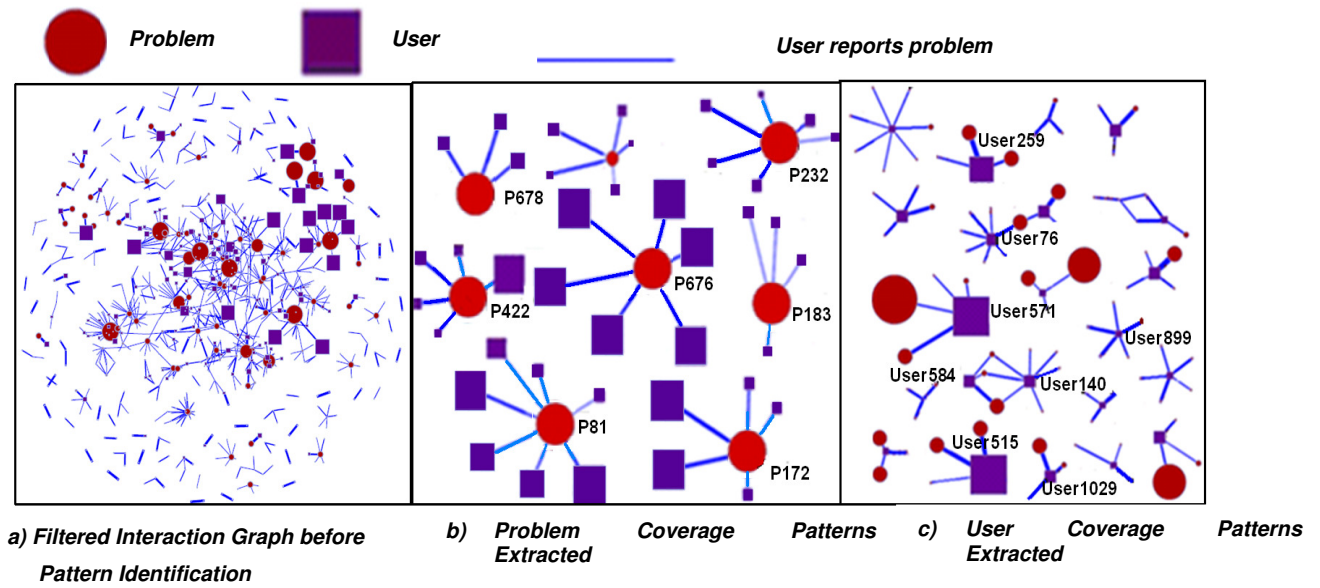 Problem
User
User reports problem
P678
P232
P422
P676
P183
P81
P172
User259
User76
User571
User899
User584
User140
User515
User1029
a) Filtered Interaction Graph before
Pattern Identification
b) Problem Coverage Patterns
Extracted
c) User Coverage Patterns
Extracted